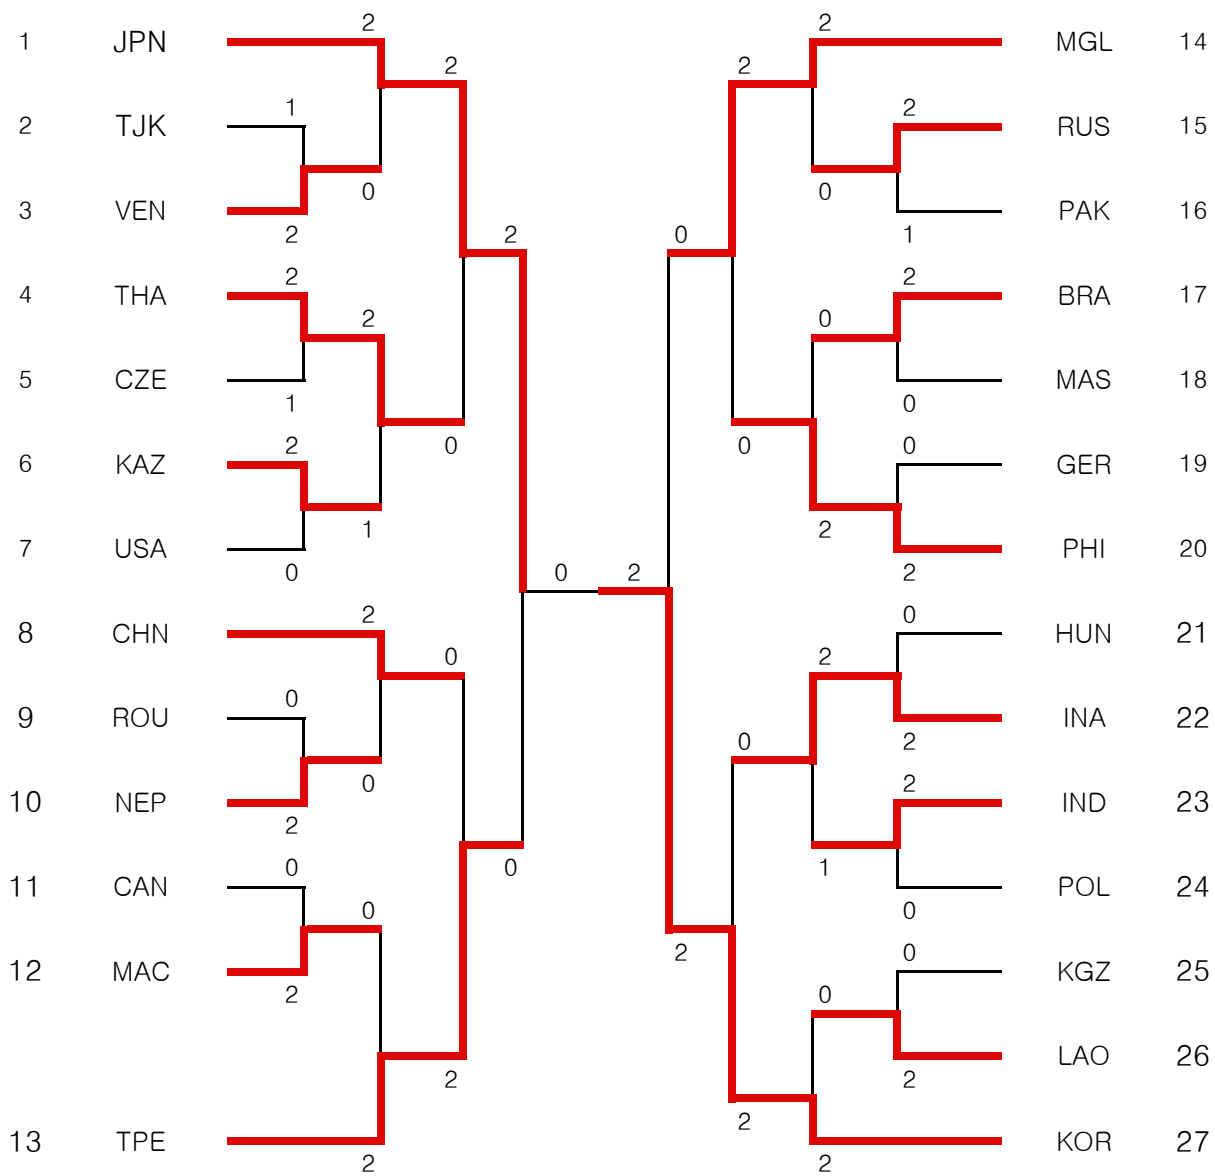 2 2
1 JPN MGL 14
2 2
1 2
2 TJK RUS 15
0 0
3 VEN PAK 16
2 2 0 1
2 2
4 THA BRA 17
2 0
5 CZE MAS 18
1 0
2 0 0 0
6 KAZ GER 19
1 2
7 USA PHI 20
0 0 2 2
2 0
8 CHN HUN 21
0 0 2
0 2
9 ROU INA 22
0 2
10 NEP IND 23
2 0 0 1
11 CAN POL 24
0 0
12 MAC 2 0 KGZ 25
2 0
LAO 26
2 2
2
13 TPE KOR 27
2 2